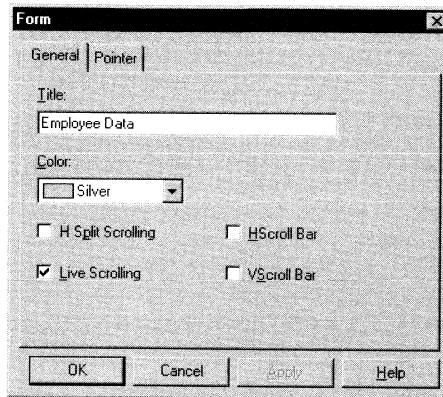 Form
General Pointer
Title:
Employee Data
Color:
Silver
H Split Scrolling HScroll Bar
Live Scrolling VScroll Bar
OK Cancel Apply Help